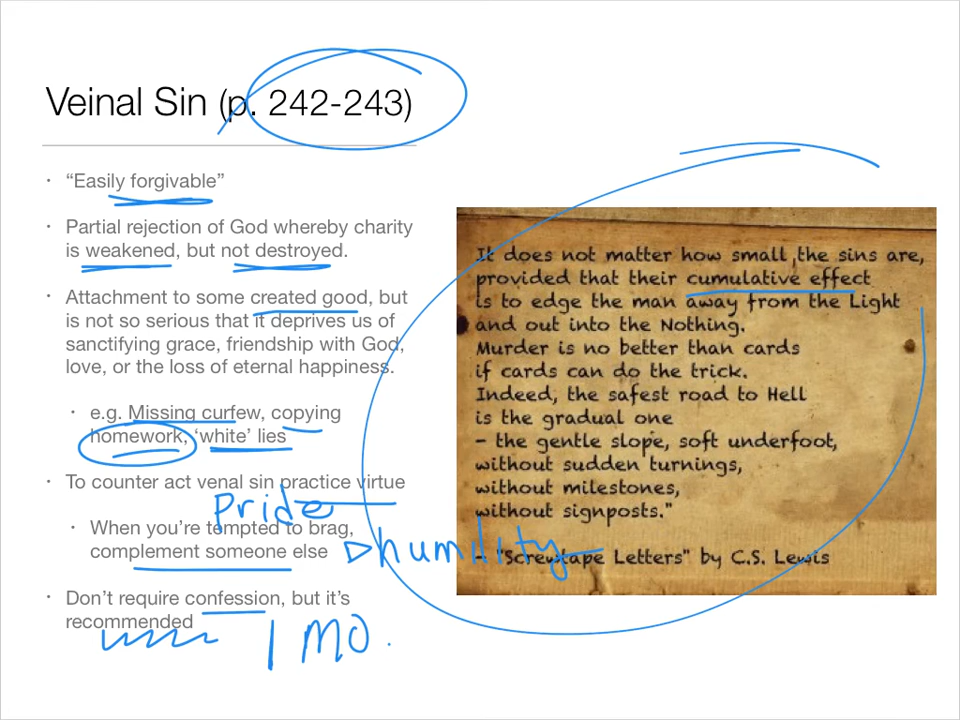 Veinal Sin (p. 242-243)
• “Easily forgivable”
• Partial rejection of God whereby charity
is weakened, but not destroyed.
• Attachment to some created good, but
is not so serious that it deprives us of
sanctifying grace, friendship with God,
love, or the loss of eternal happiness.
• e.g. Missing curfew, copying
homework, ‘white’ lies
• To counter act venal sin practice virtue
Pride
• When you’re tempted to brag,
complement someone else
humility
• Don’t require confession, but it’s
recommended
1 MO.
It does not matter how small the sins are,
provided that their cumulative effect
is to edge the man away from the Light
and out into the Nothing.
Murder is no better than cards
if cards can do the trick.
Indeed, the safest road to Hell
is the gradual one
– the gentle slope, soft underfoot,
without sudden turnings,
without milestones,
without signposts."
- "Screwtape Letters" by C.S. Lewis